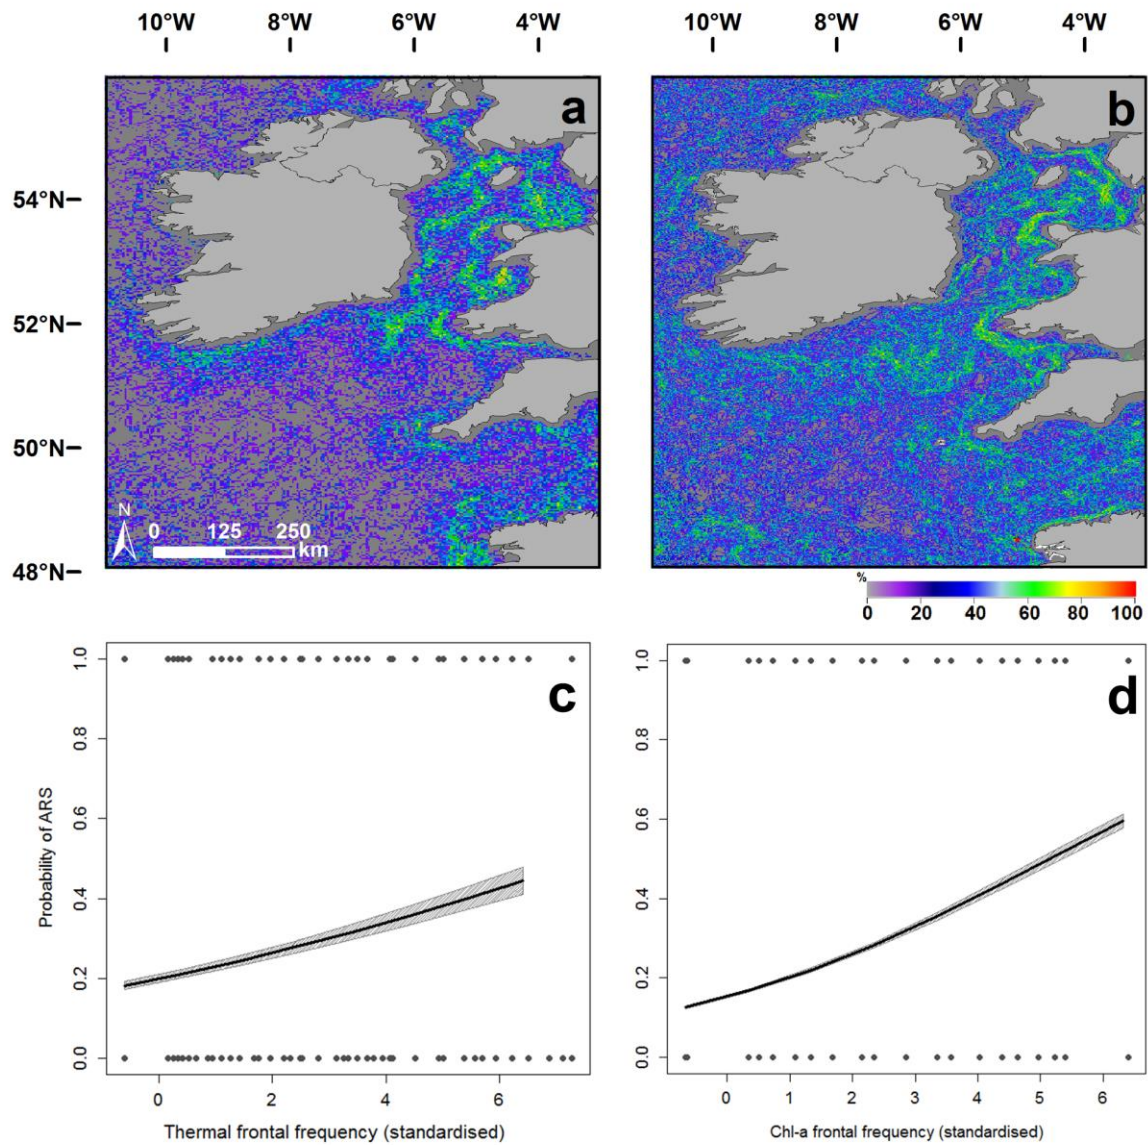 10°W 8°W 6°W 4°W 10°W 8°W 6°W 4°W
a b
54°N
52°N
50°N
N
0 125 250
km
48°N
%
0 20 40 60 80 100
c d
1.0 1.0
0.8 0.8
0.6 0.6
Probability of ARS
0.4 0.4
0.2 0.2
0.0 0.0
0 2 4 6 0 1 2 3 4 5 6
Thermal frontal frequency (standardised) Chl-a frontal frequency (standardised)